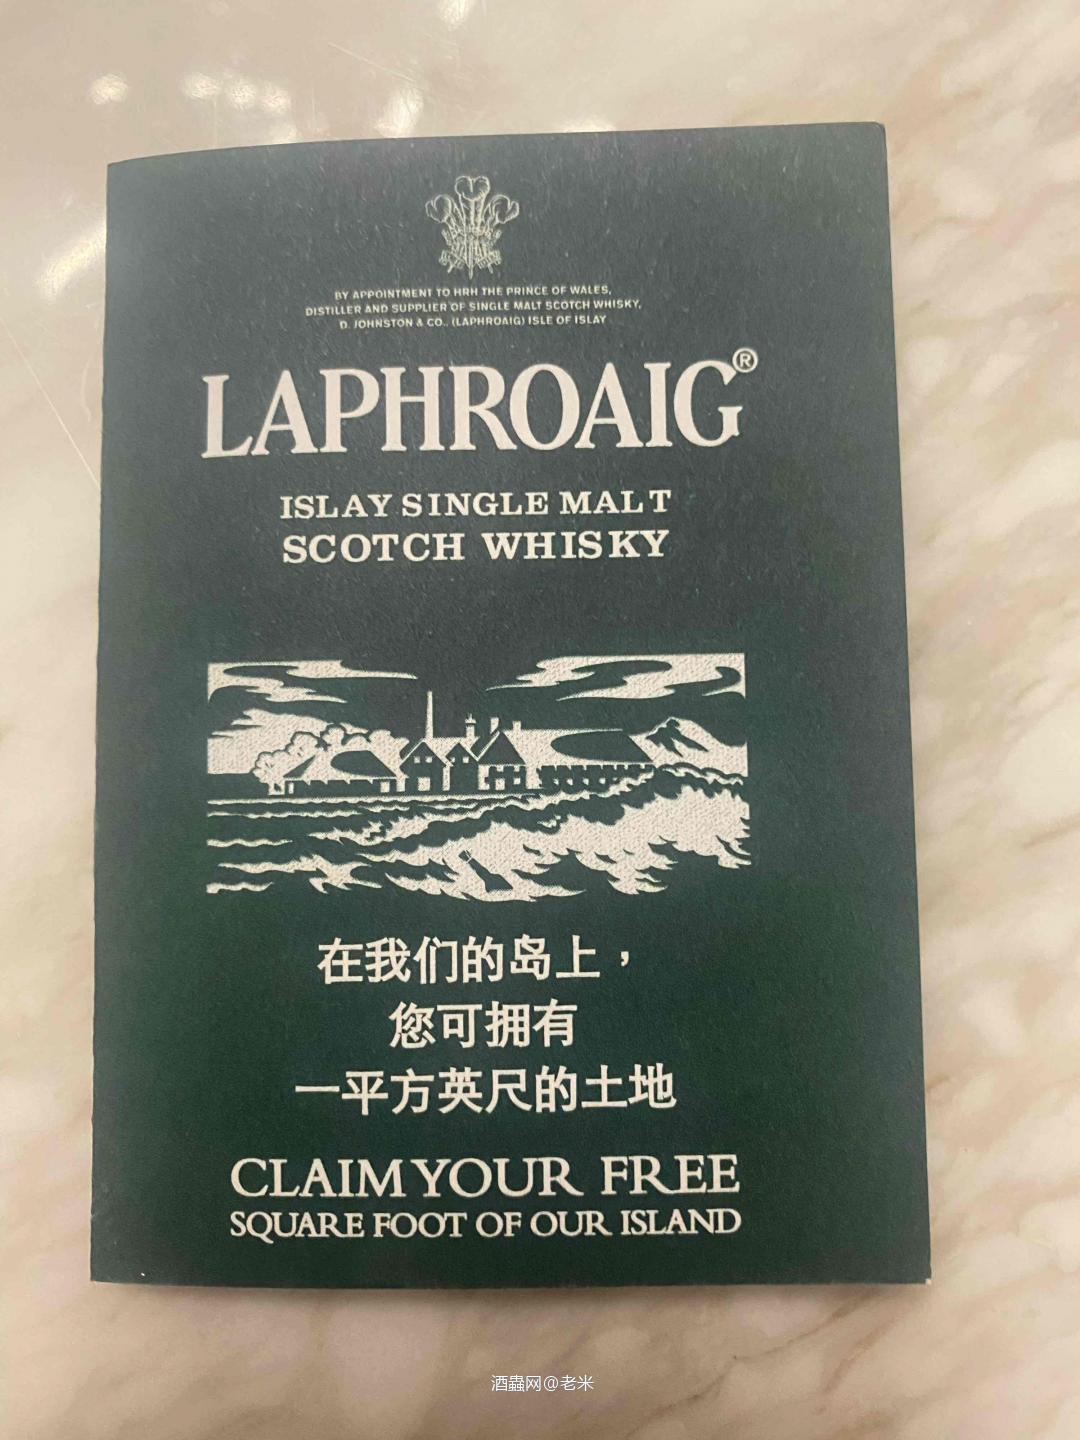 BY APPOINTMENT TO HRH THE PRINCE OF WALES,
DISTILLER AND SUPPLIER OF SINGLE MALT SCOTCH WHISKY,
D. JOHNSTON & CO., (LAPHROAIG) ISLE OF ISLAY
LAPHROAIG®
ISLAY SINGLE MALT
SCOTCH WHISKY
在我们的岛上，
您可拥有
一平方英尺的土地
CLAIM YOUR FREE
SQUARE FOOT OF OUR ISLAND
酒蟲网@老米